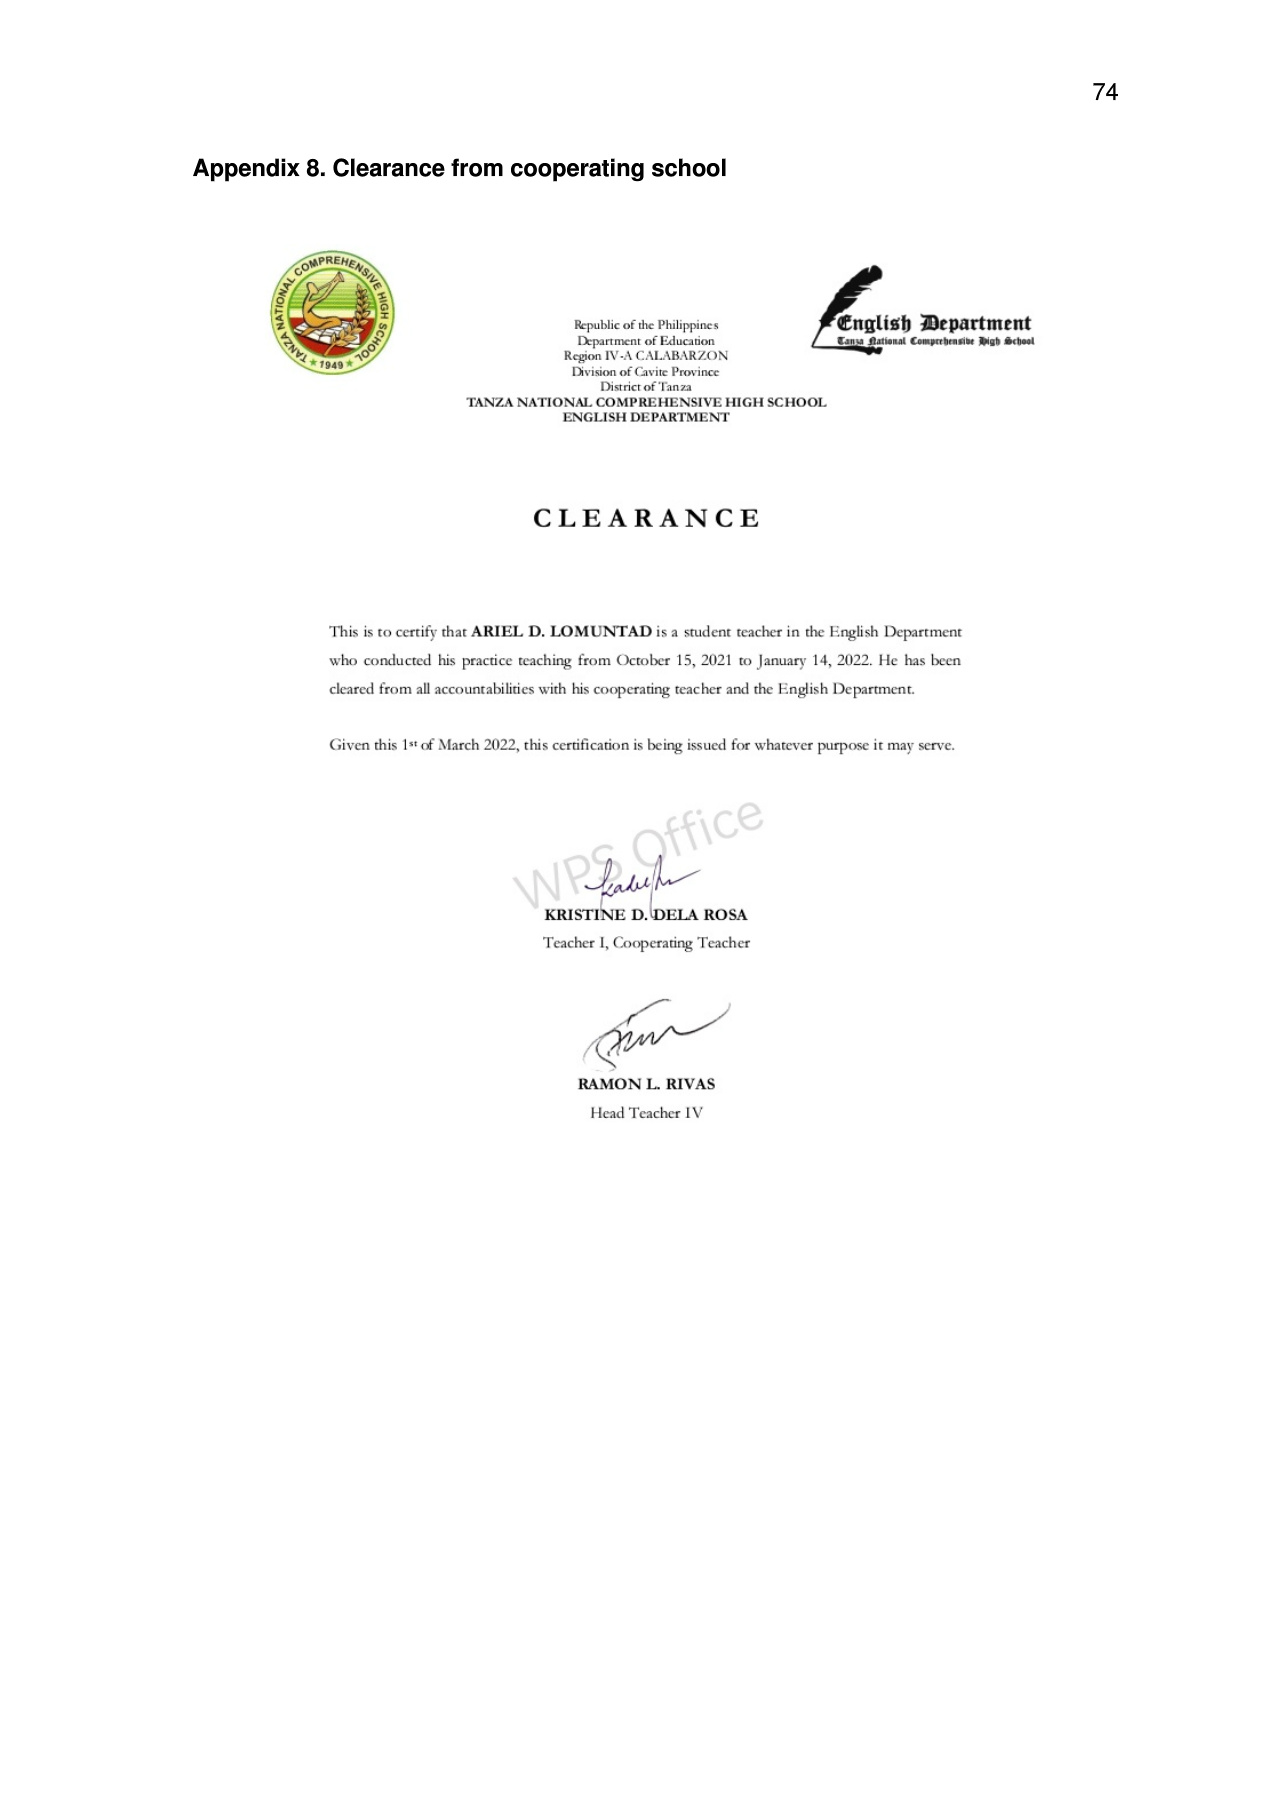 74
Appendix 8. Clearance from cooperating school
TANZA NATIONAL COMPREHENSIVE HIGH SCHOOL
1949
English Department
Tanza National Comprehensive High School
Republic of the Philippines
Department of Education
Region IV-A CALABARZON
Division of Cavite Province
District of Tanza
TANZA NATIONAL COMPREHENSIVE HIGH SCHOOL
ENGLISH DEPARTMENT
CLEARANCE
This is to certify that ARIEL D. LOMUNTAD is a student teacher in the English Department
who conducted his practice teaching from October 15, 2021 to January 14, 2022. He has been
cleared from all accountabilities with his cooperating teacher and the English Department.
Given this 1st of March 2022, this certification is being issued for whatever purpose it may serve.
WPS Office
KRISTINE D. DELA ROSA
Teacher I, Cooperating Teacher
RAMON L. RIVAS
Head Teacher IV